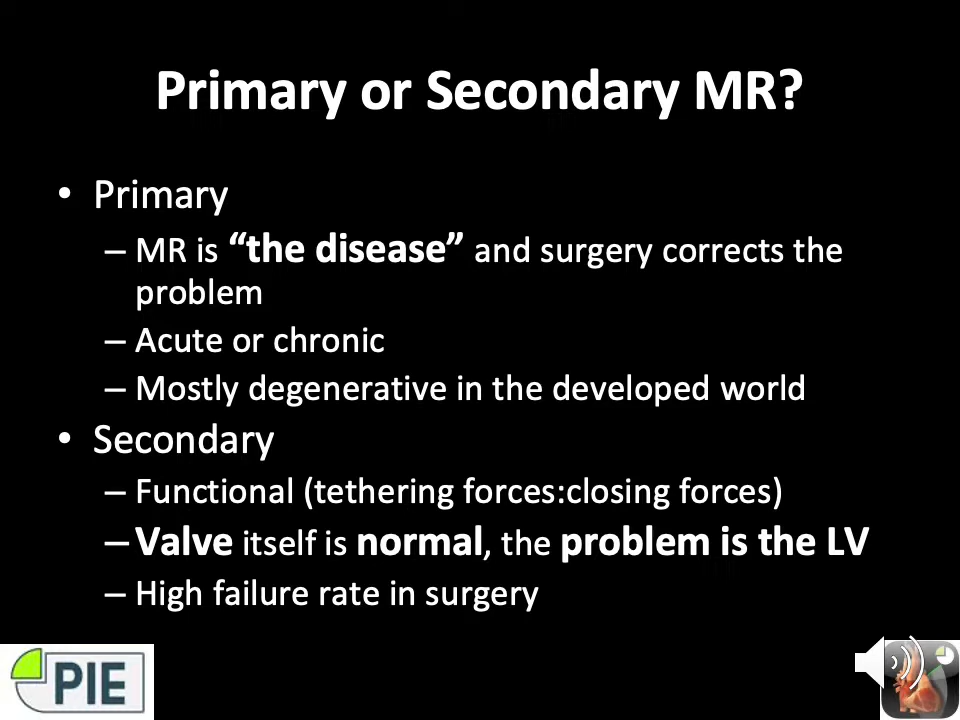 Primary or Secondary MR?
• Primary
– MR is “the disease” and surgery corrects the
problem
– Acute or chronic
– Mostly degenerative in the developed world
• Secondary
– Functional (tethering forces:closing forces)
– Valve itself is normal, the problem is the LV
– High failure rate in surgery
PIE